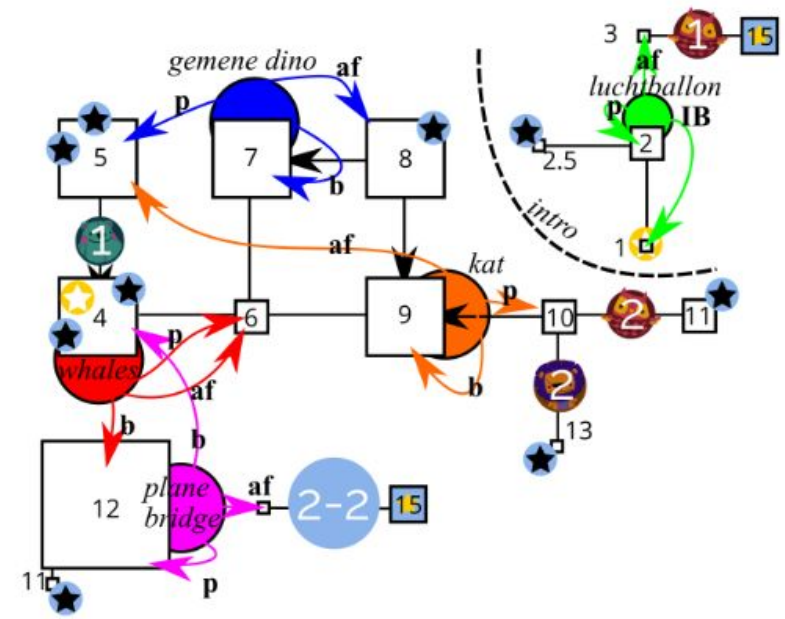 3
1
15
af
luchtballon
p
IB
2
2.5
1
intro
gemene dino
p
af
5
7
8
b
1
af
kat
p
4
6
9
10
2
11
whales
p
af
b
b
b
2
13
12
plane
bridge
af
2-2
15
11
p